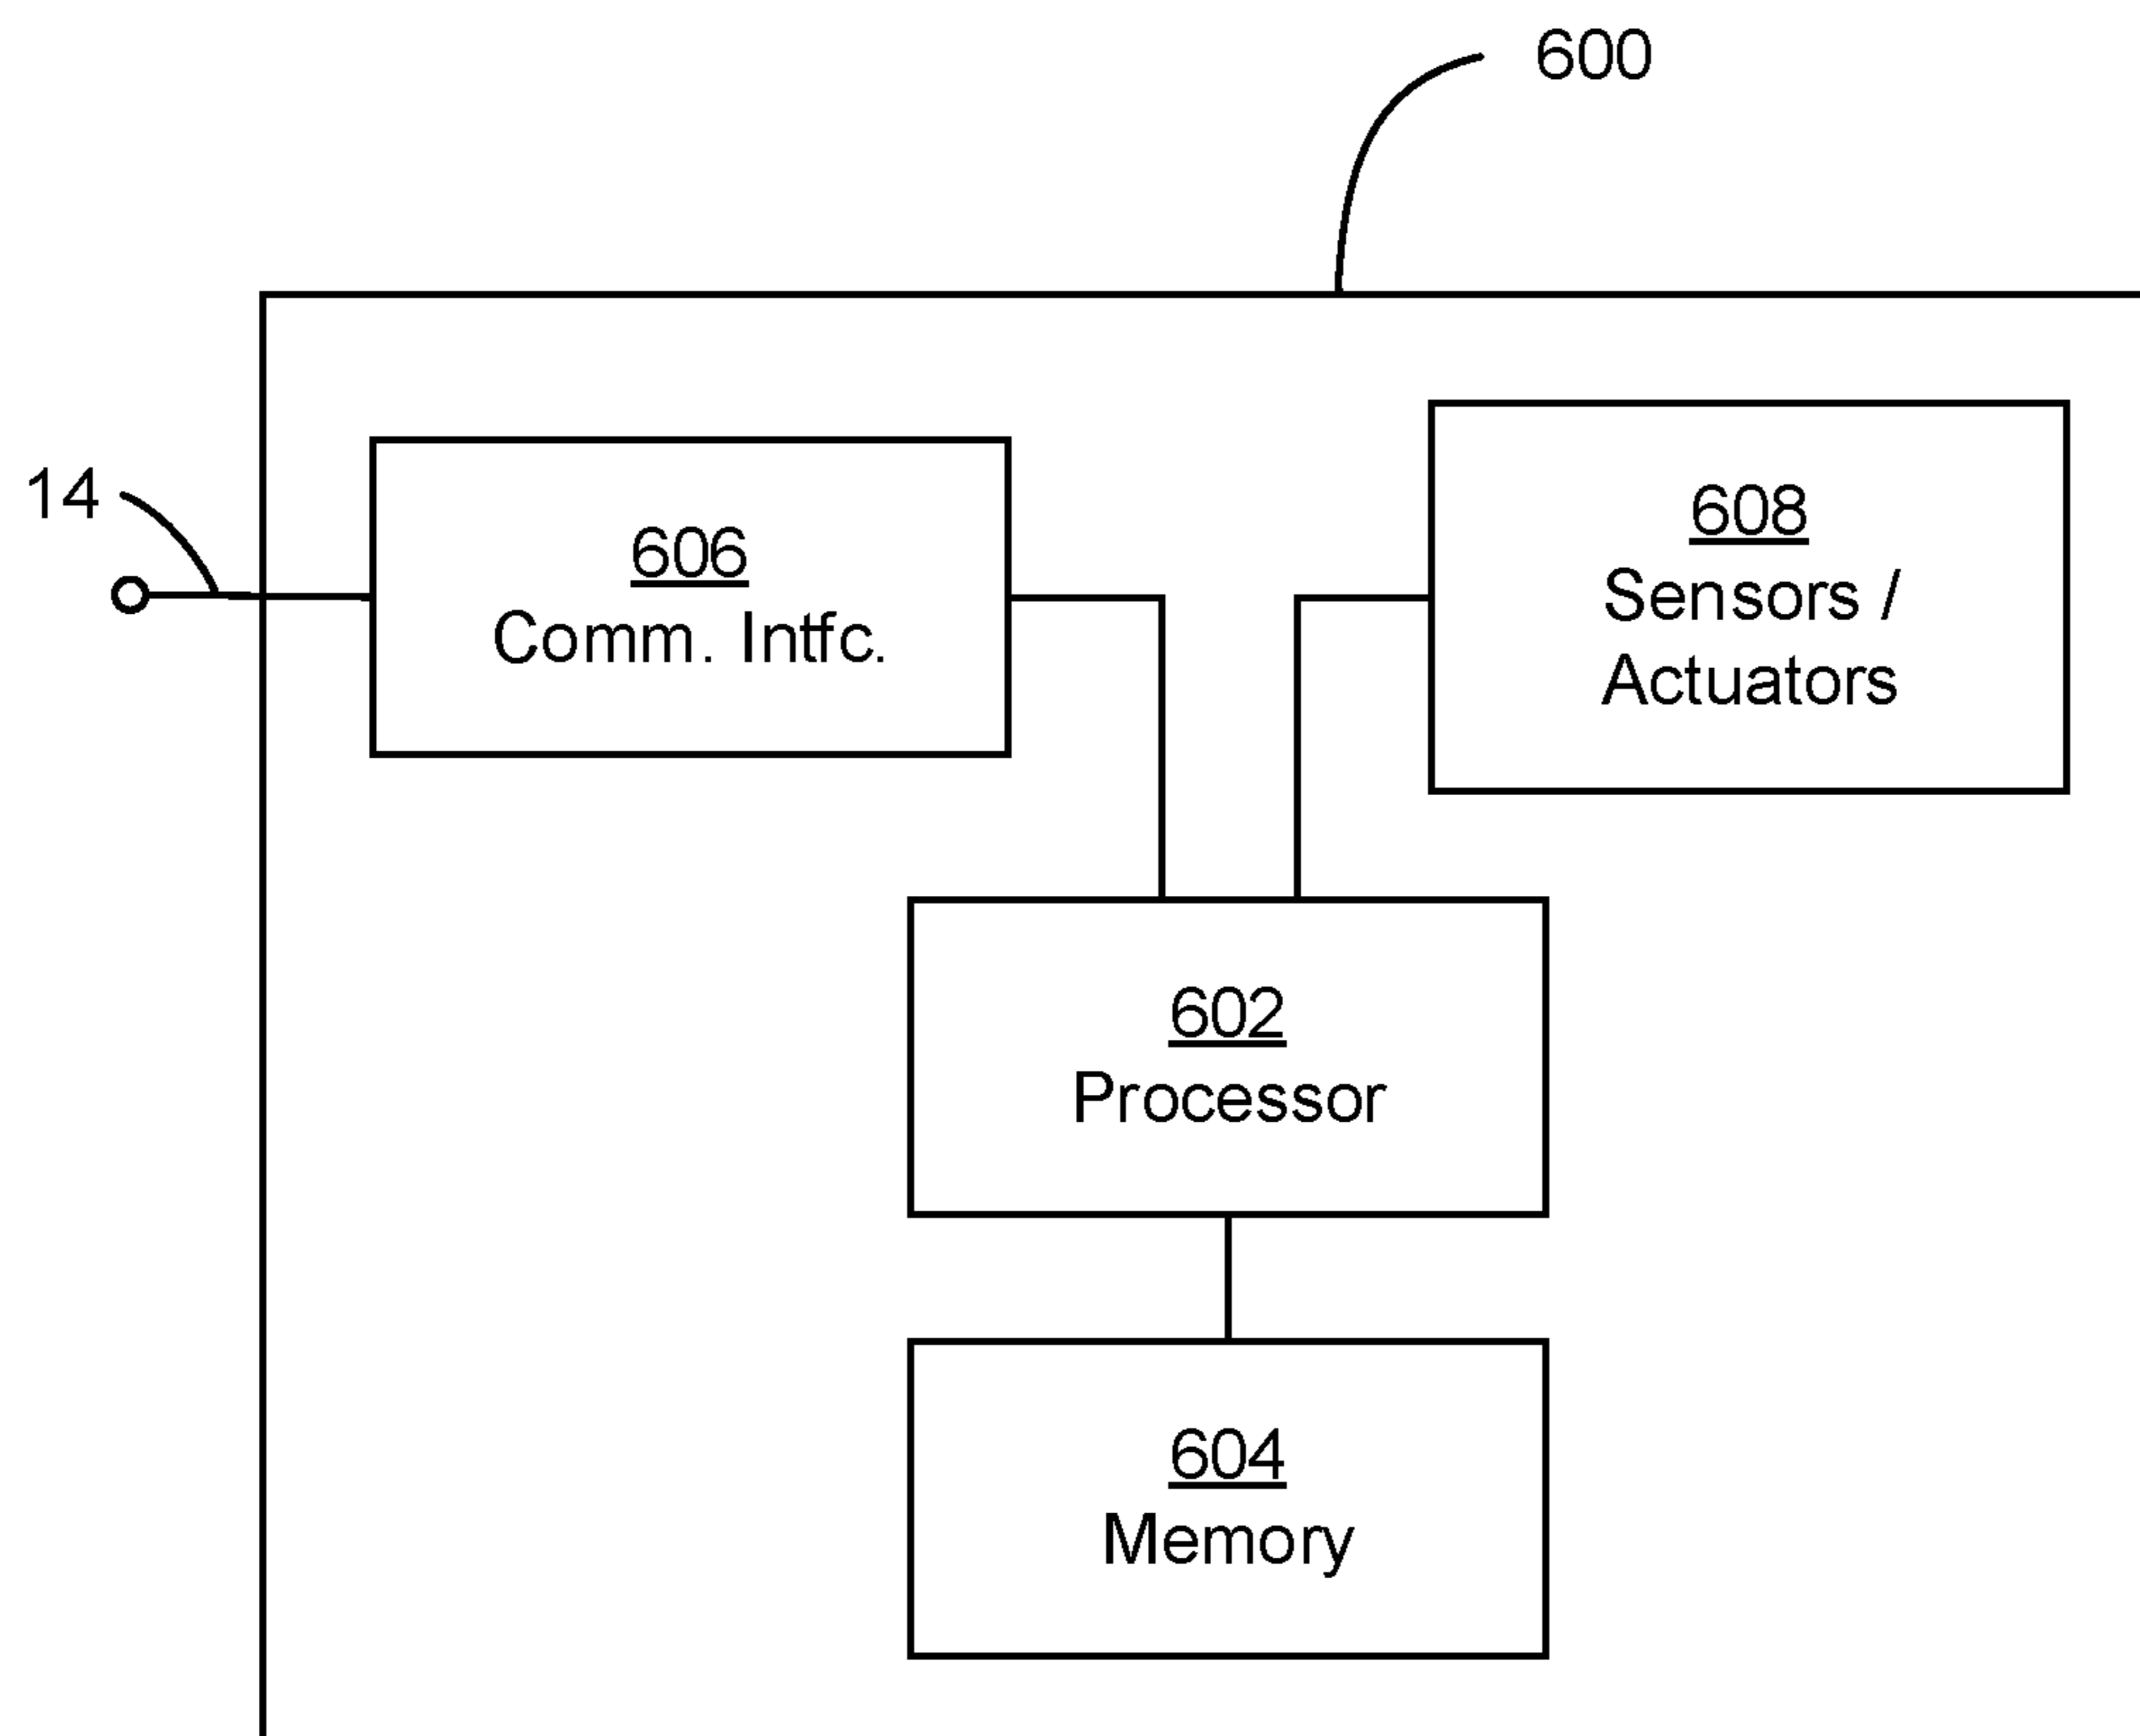 600
14
606
Comm. Intfc.
608
Sensors /
Actuators
602
Processor
604
Memory